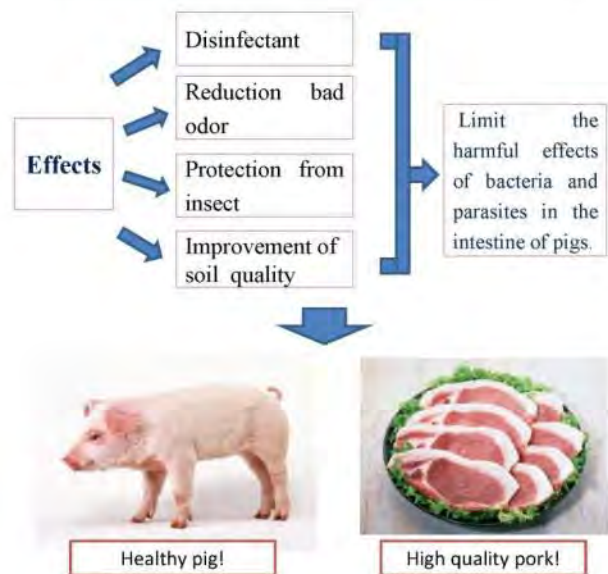 Effects
Disinfectant
Reduction bad
odor
Protection from
insect
Improvement of
soil quality
Limit the
harmful effects
of bacteria and
parasites in the
intestine of pigs.
Healthy pig!
High quality pork!